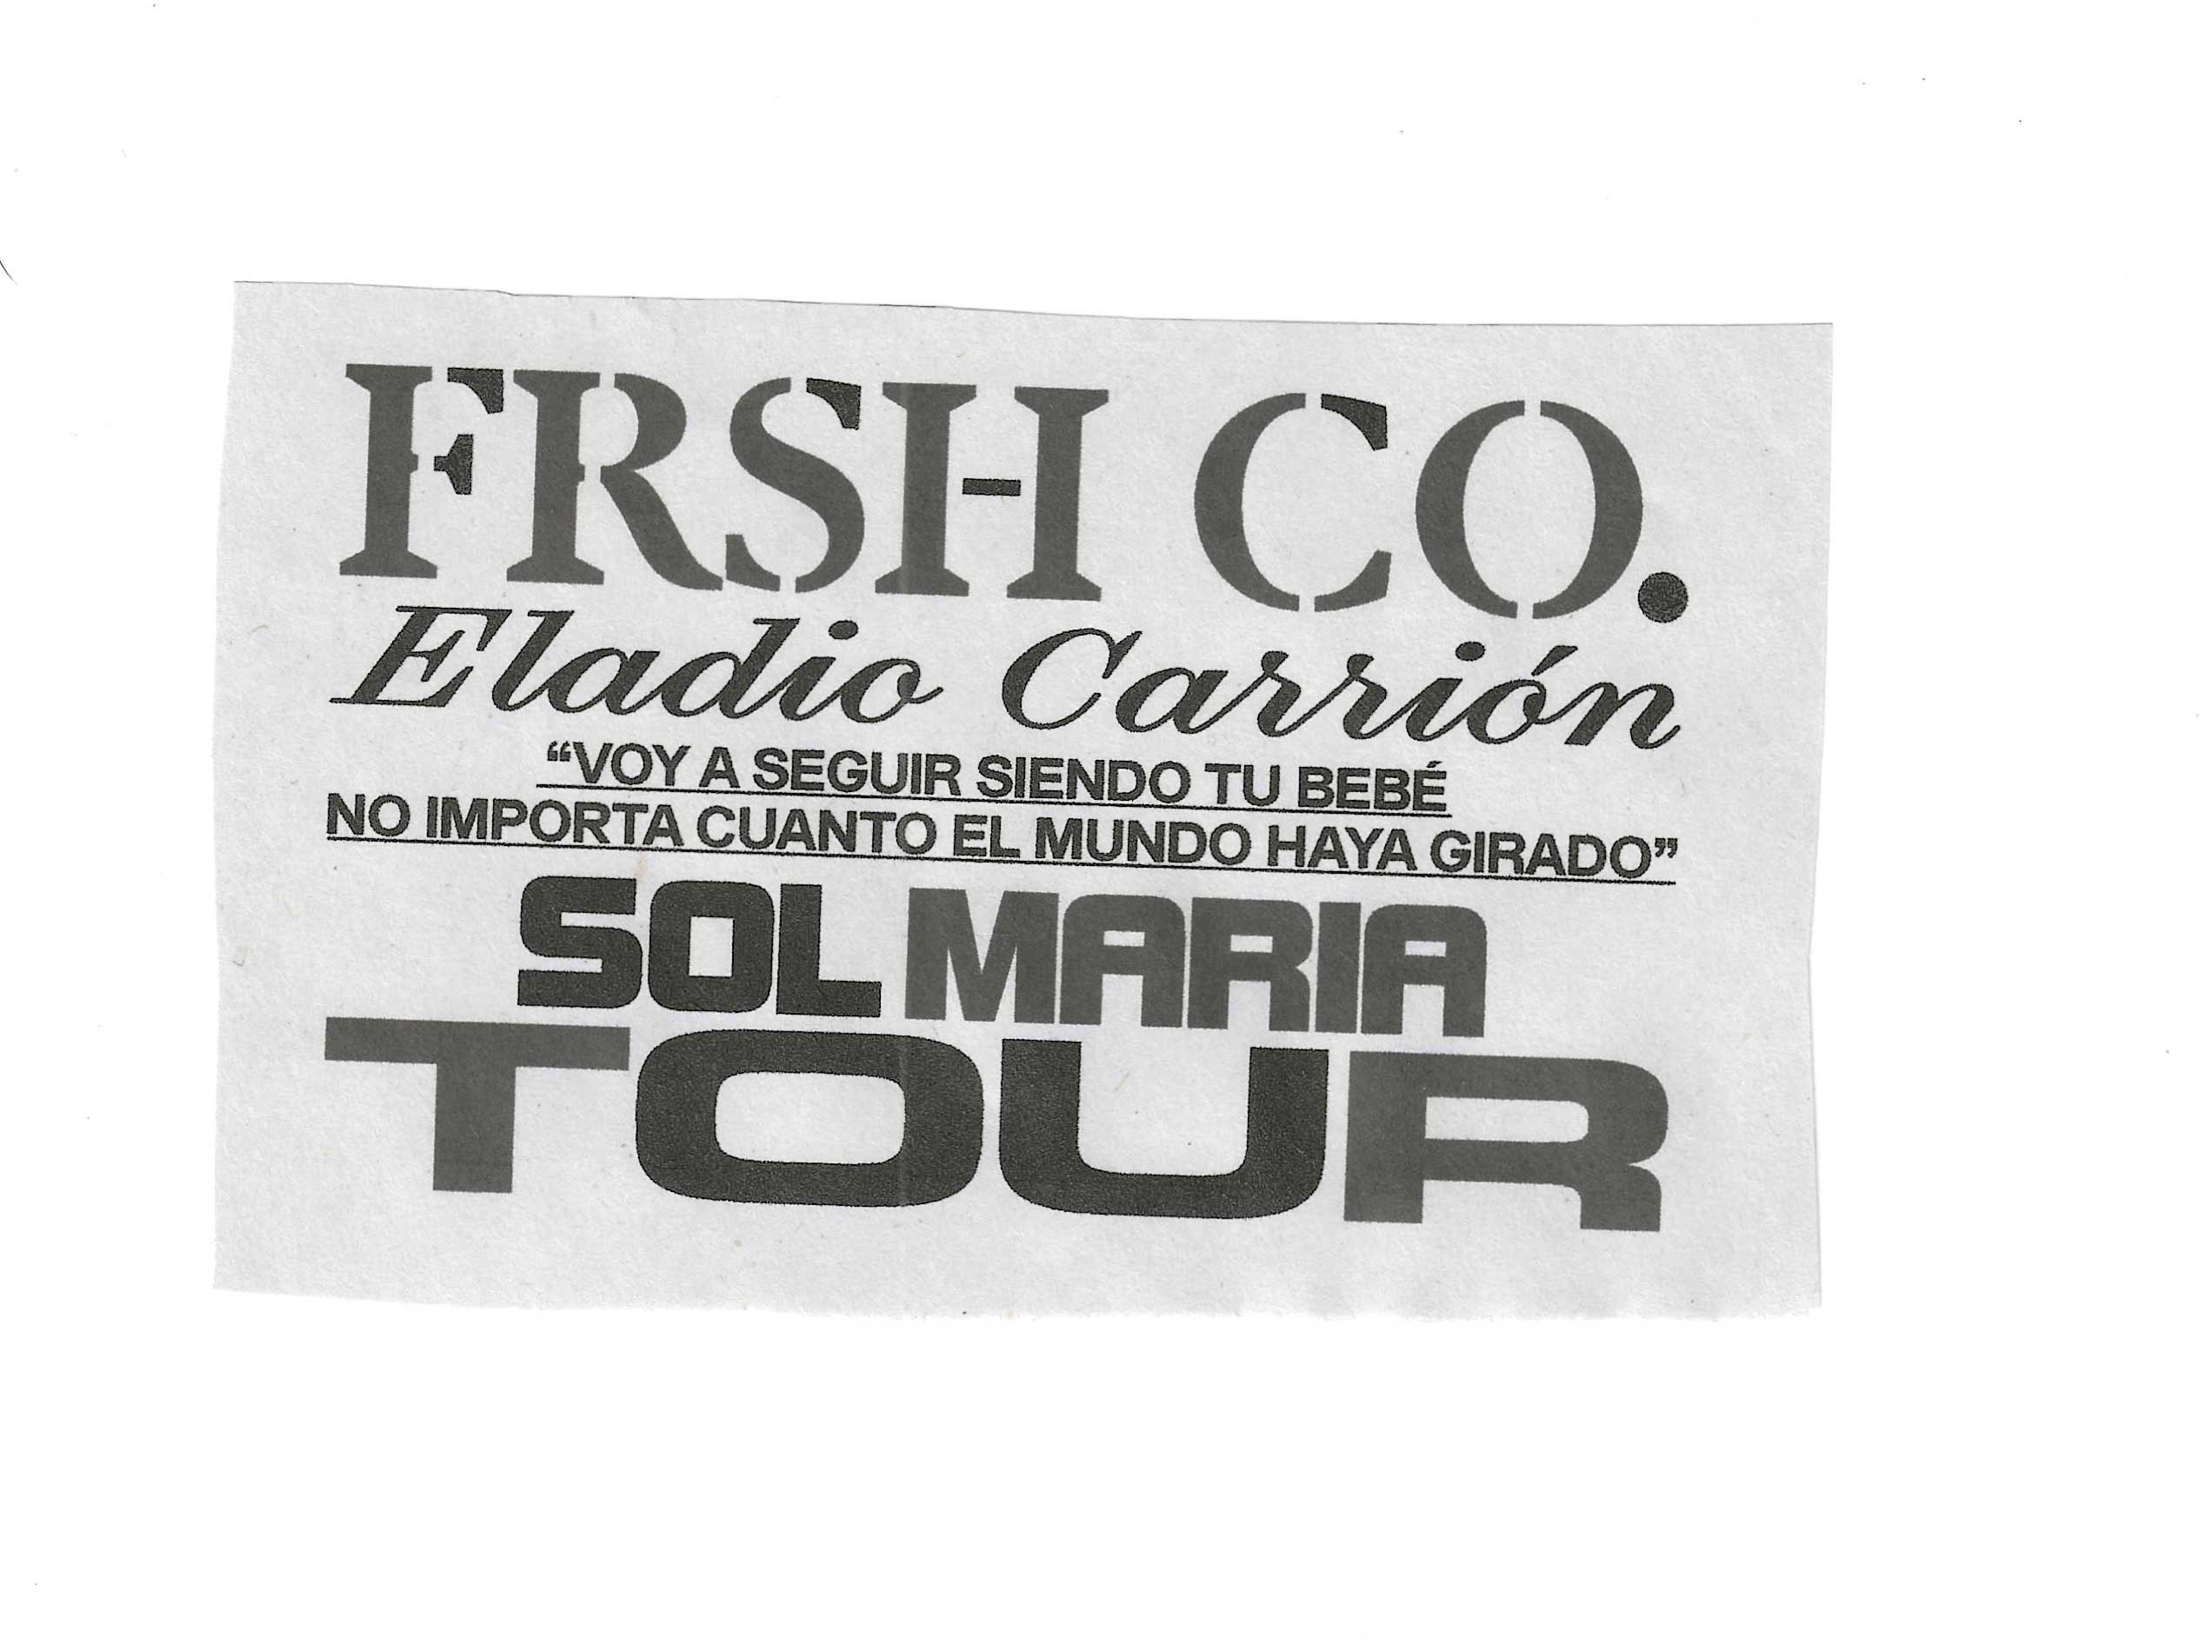 FRSH CO.
Eladio Carrión
“VOY A SEGUIR SIENDO TU BEBÉ
NO IMPORTA CUANTO EL MUNDO HAYA GIRADO”
SOL MARIA
TOUR